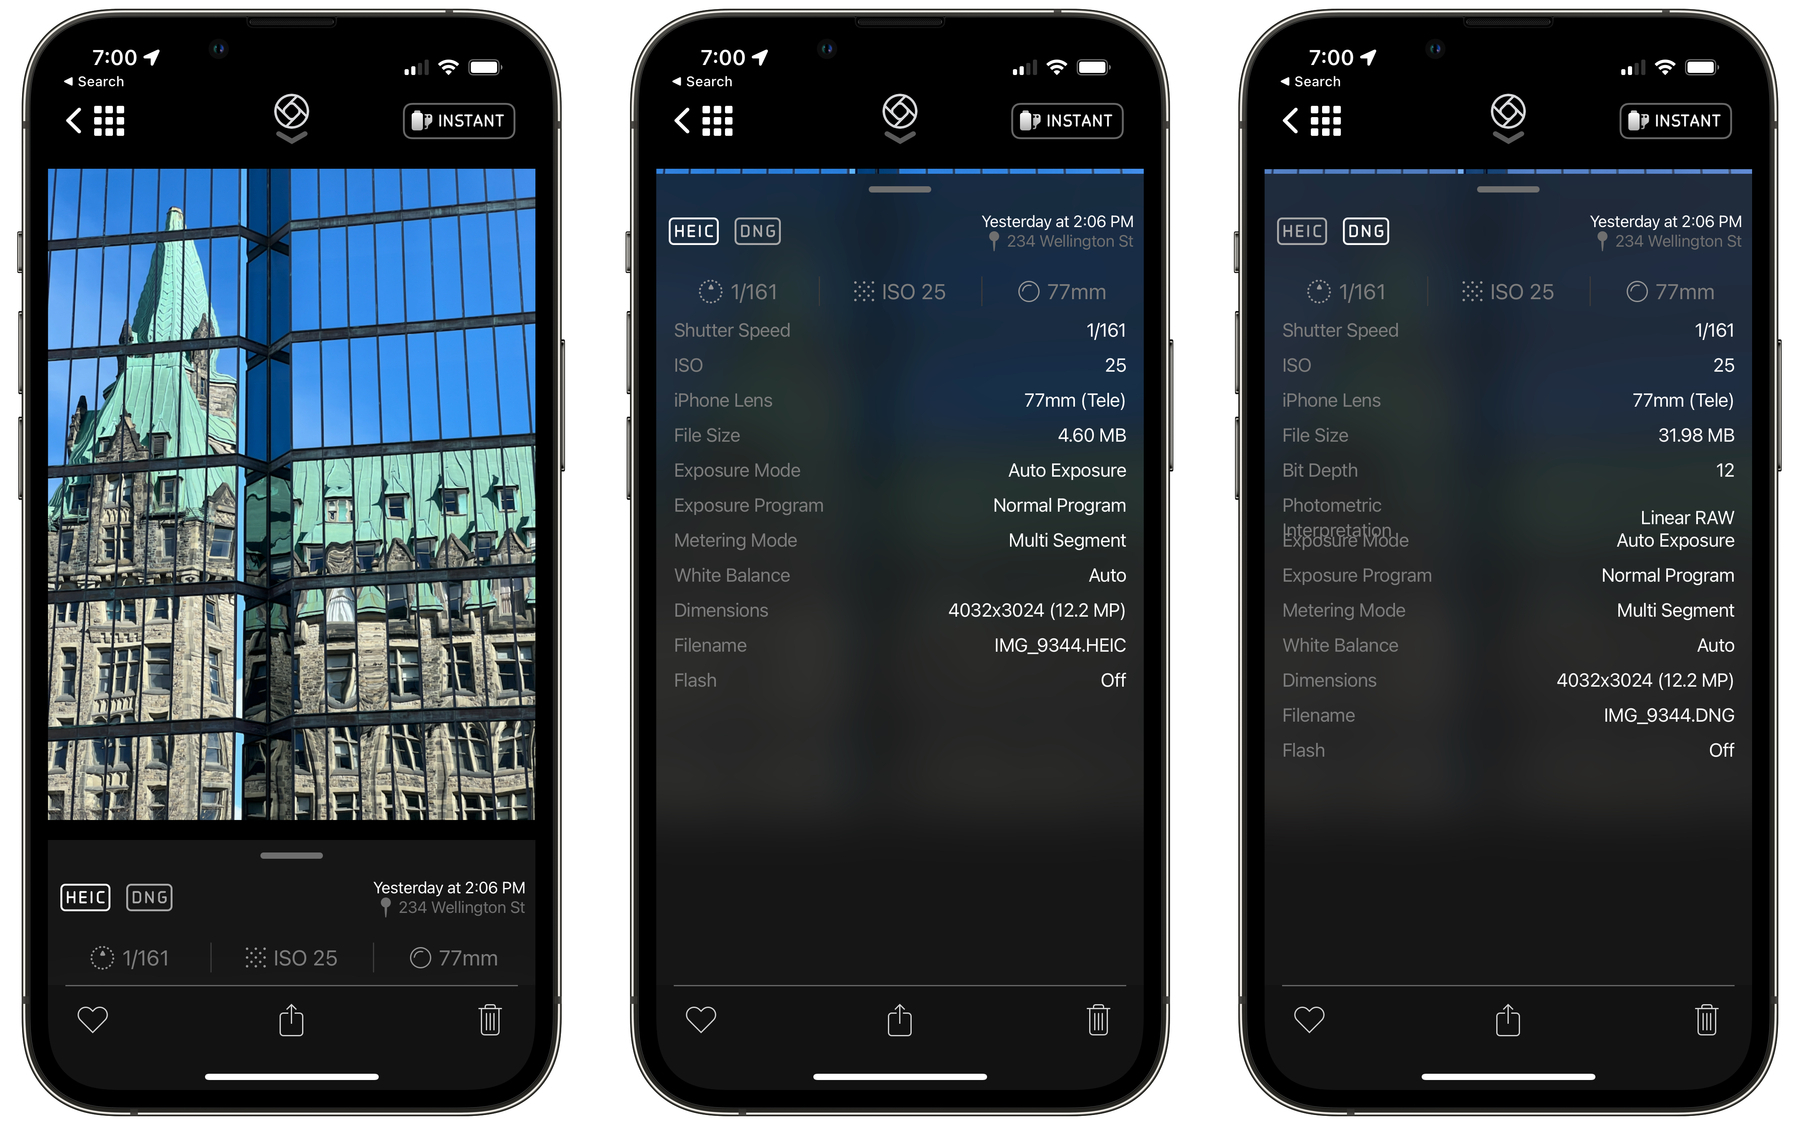 7:00
Search
INSTANT
HEIC DNG
Yesterday at 2:06 PM
234 Wellington St
1/161 ISO 25 77mm
7:00
Search
INSTANT
HEIC DNG
Yesterday at 2:06 PM
234 Wellington St
1/161 ISO 25 77mm
Shutter Speed 1/161
ISO 25
iPhone Lens 77mm (Tele)
File Size 4.60 MB
Exposure Mode Auto Exposure
Exposure Program Normal Program
Metering Mode Multi Segment
White Balance Auto
Dimensions 4032x3024 (12.2 MP)
Filename IMG_9344.HEIC
Flash Off
7:00
Search
INSTANT
HEIC DNG
Yesterday at 2:06 PM
234 Wellington St
1/161 ISO 25 77mm
Shutter Speed 1/161
ISO 25
iPhone Lens 77mm (Tele)
File Size 31.98 MB
Bit Depth 12
Photometric
Interpretation Linear RAW
Exposure Mode Auto Exposure
Exposure Program Normal Program
Metering Mode Multi Segment
White Balance Auto
Dimensions 4032x3024 (12.2 MP)
Filename IMG_9344.DNG
Flash Off